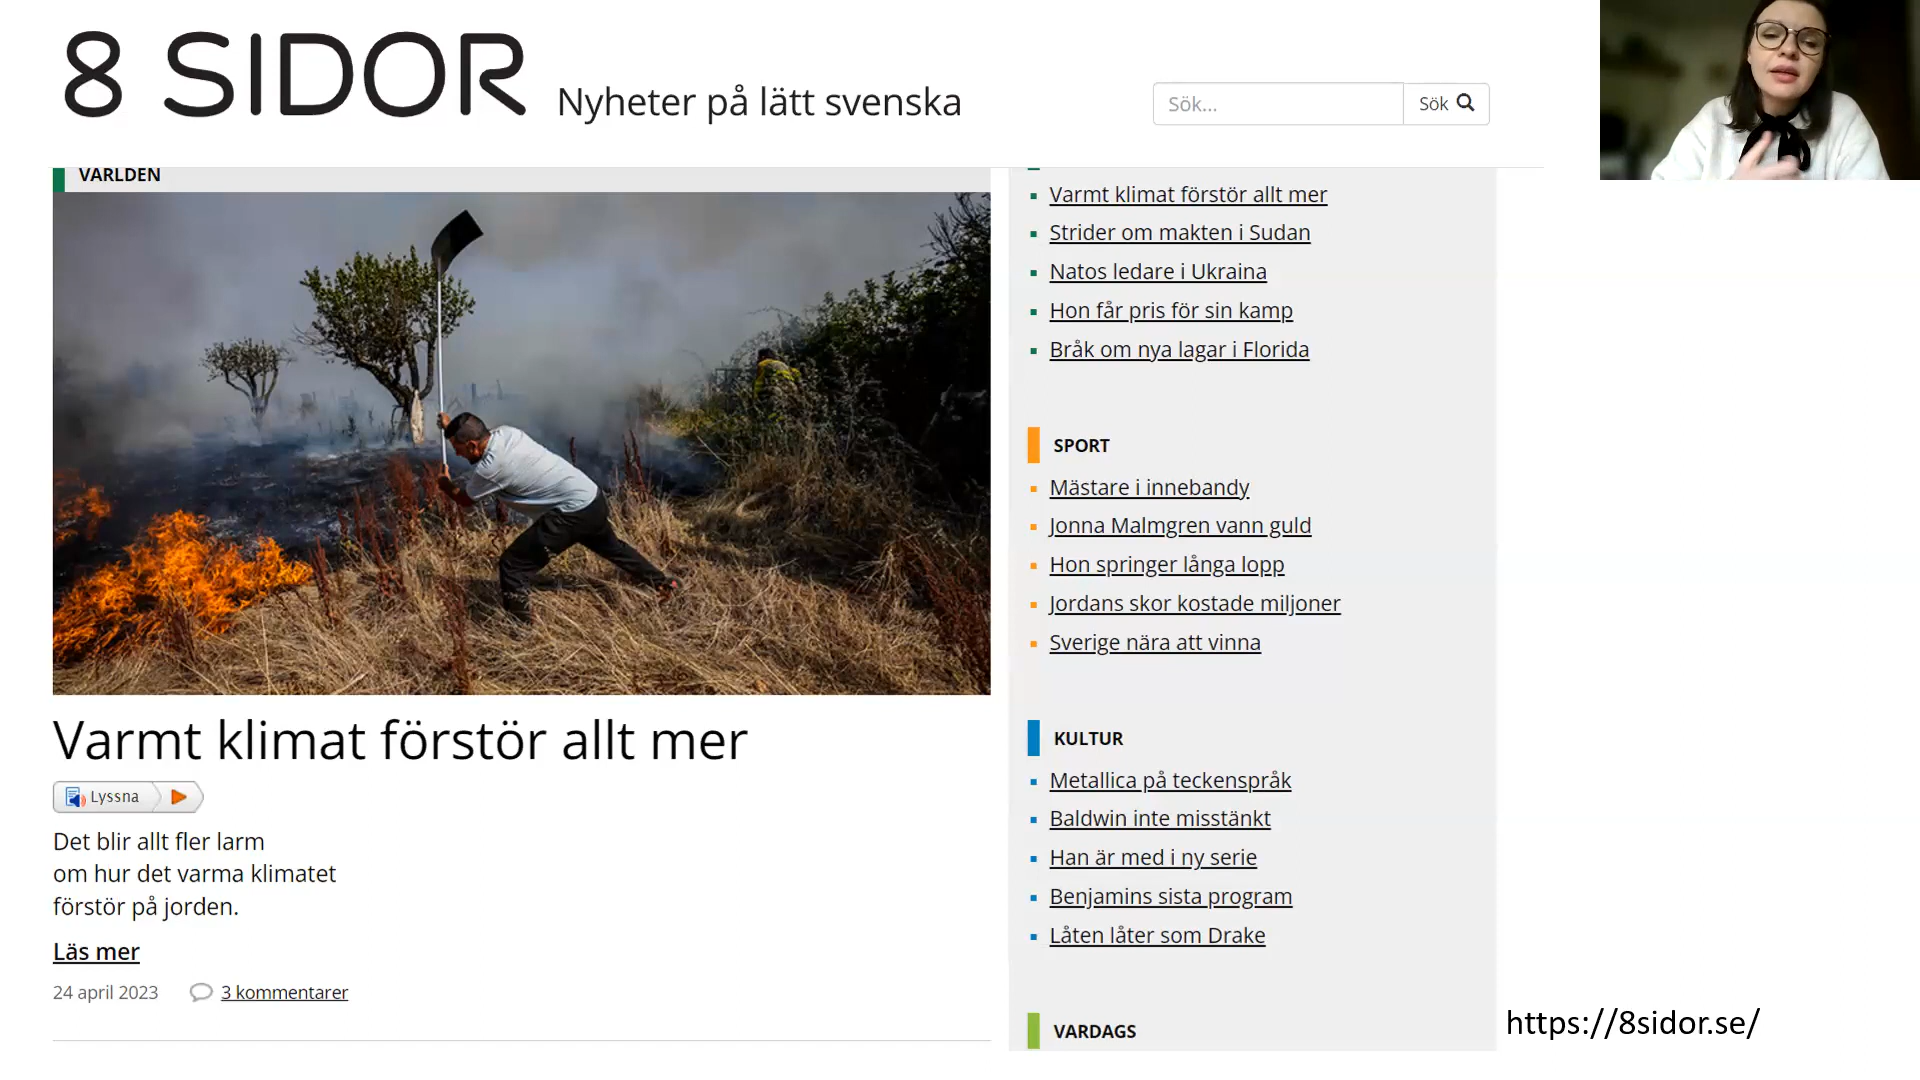 8 SIDOR
Nyheter på lätt svenska
Sök...
Sök
VÄRLDEN
Varmt klimat förstör allt mer
Lyssna
Det blir allt fler larm
om hur det varma klimatet
förstör på jorden.
Läs mer
24 april 2023
3 kommentarer
Varmt klimat förstör allt mer
Strider om makten i Sudan
Natos ledare i Ukraina
Hon får pris för sin kamp
Bråk om nya lagar i Florida
SPORT
Mästare i innebandy
Jonna Malmgren vann guld
Hon springer långa lopp
Jordans skor kostade miljoner
Sverige nära att vinna
KULTUR
Metallica på teckenspråk
Baldwin inte misstänkt
Han är med i ny serie
Benjamins sista program
Låten låter som Drake
VARDAGS
https://8sidor.se/